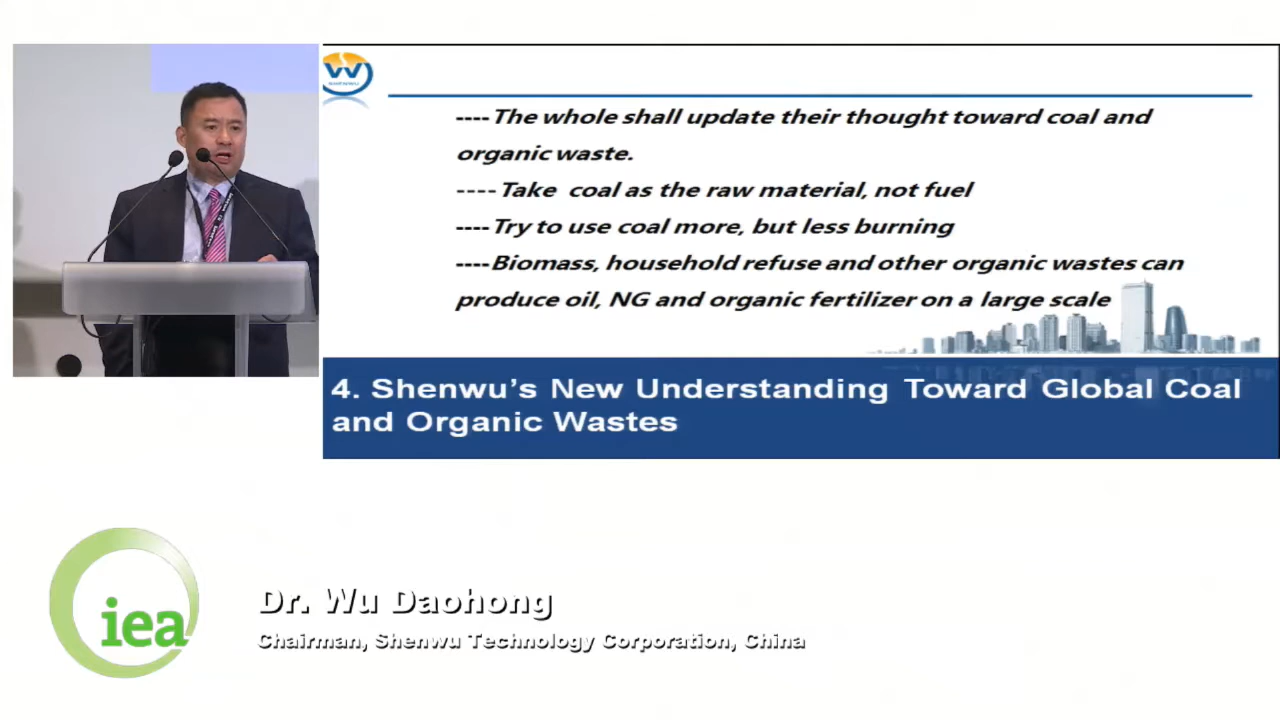 W
SHENWU
---- The whole shall update their thought toward coal and
organic waste.
---- Take coal as the raw material, not fuel
---- Try to use coal more, but less burning
---- Biomass, household refuse and other organic wastes can
produce oil, NG and organic fertilizer on a large scale
4. Shenwu’s New Understanding Toward Global Coal
and Organic Wastes
iea
Dr. Wu Daohong
Chairman, Shenwu Technology Corporation, China